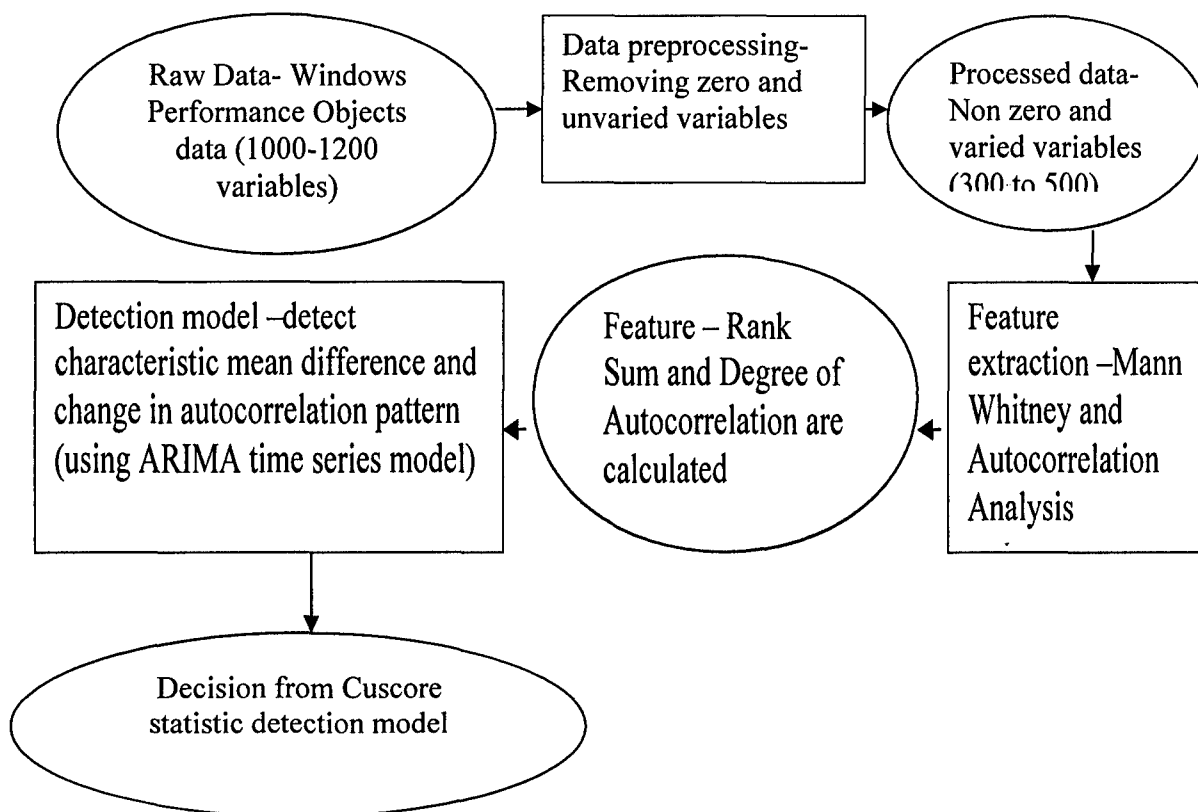 Raw Data- Windows
Performance Objects
data (1000-1200
variables)
Data preprocessing-
Removing zero and
unvaried variables
Processed data-
Non zero and
varied variables
(300 to 500)
Feature
extraction –Mann
Whitney and
Autocorrelation
Analysis
Feature – Rank
Sum and Degree of
Autocorrelation are
calculated
Detection model –detect
characteristic mean difference and
change in autocorrelation pattern
(using ARIMA time series model)
Decision from Cuscore
statistic detection model